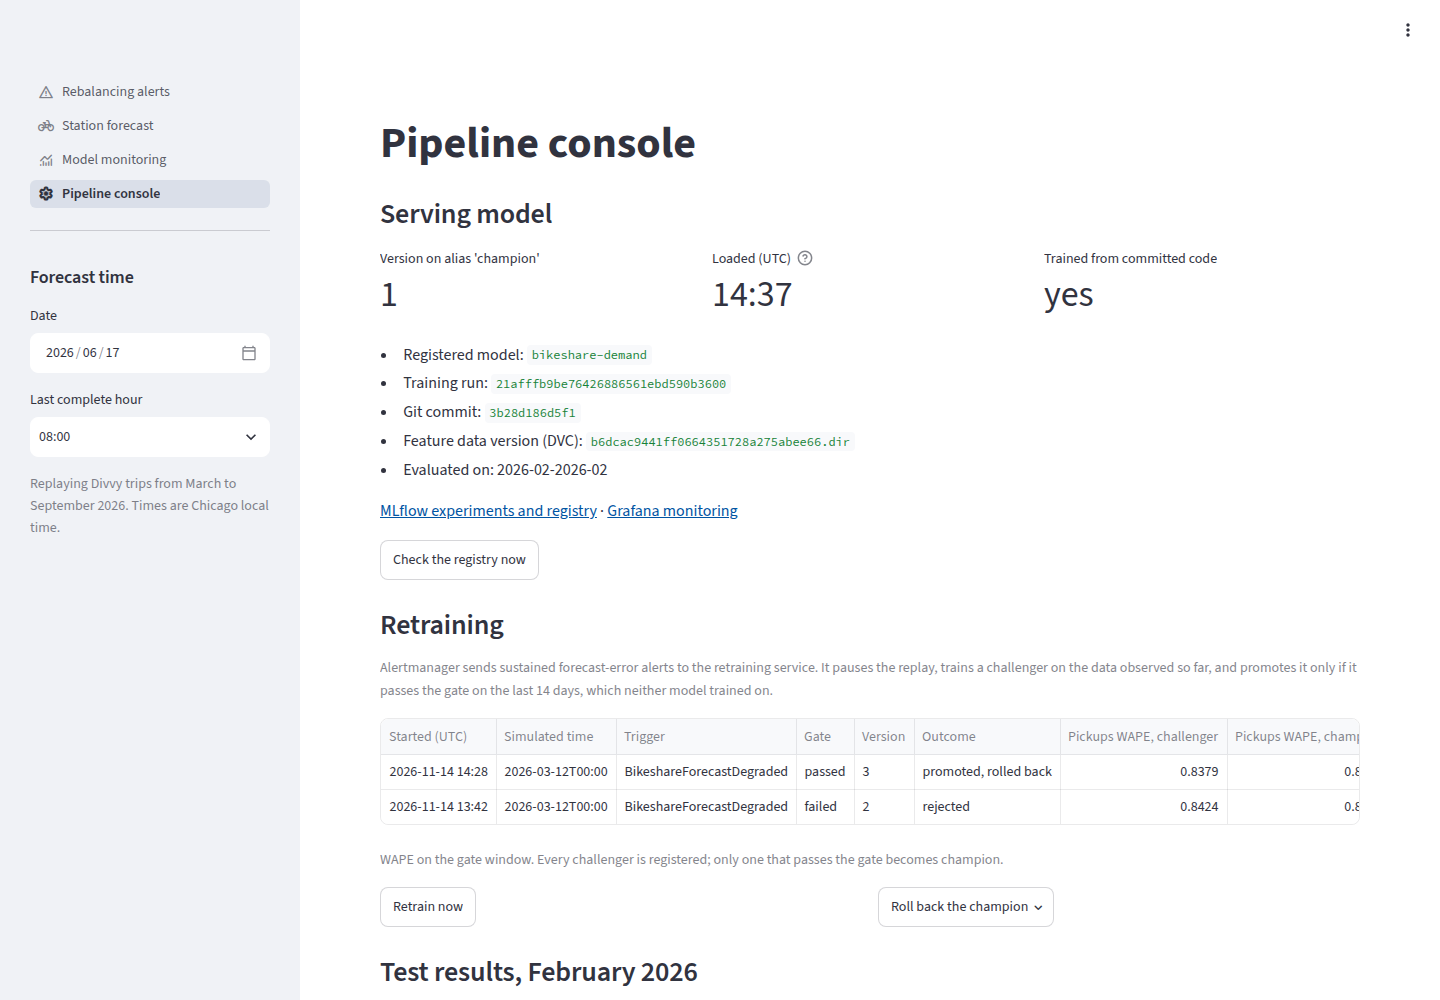 Rebalancing alerts
Station forecast
Model monitoring
Pipeline console
Forecast time
Date
2026/06/17
Last complete hour
08:00
Replaying Divvy trips from March to
September 2026. Times are Chicago local
time.
Pipeline console
Serving model
Version on alias 'champion' Loaded (UTC) Trained from committed code
1 14:37 yes
Registered model: bikeshare-demand
Training run: 21afffb9be76426886561ebd590b3600
Git commit: 3b28d186d5f1
Feature data version (DVC): b6dcac9441ff0664351728a275abee66.dir
Evaluated on: 2026-02-2026-02
MLflow experiments and registry · Grafana monitoring
Check the registry now
Retraining
Alertmanager sends sustained forecast-error alerts to the retraining service. It pauses the replay, trains a challenger on the data observed so far, and promotes it only if it
passes the gate on the last 14 days, which neither model trained on.
Started (UTC) Simulated time Trigger Gate Version Outcome Pickups WAPE, challenger Pickups WAPE, champ
2026-11-14 14:28 2026-03-12T00:00 BikeshareForecastDegraded passed 3 promoted, rolled back 0.8379 0.8
2026-11-14 13:42 2026-03-12T00:00 BikeshareForecastDegraded failed 2 rejected 0.8424 0.8
WAPE on the gate window. Every challenger is registered; only one that passes the gate becomes champion.
Retrain now Roll back the champion
Test results, February 2026